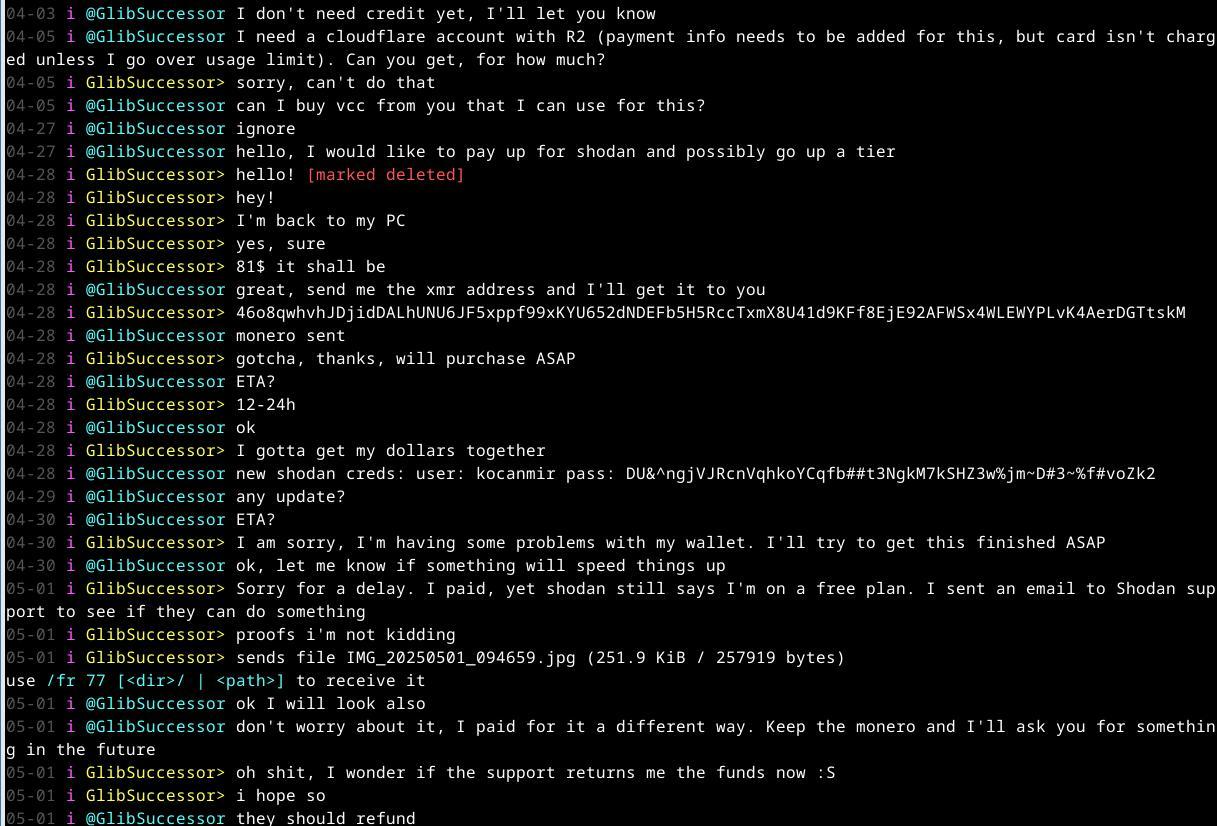 04-03 i @GlibSuccessor I don't need credit yet, I'll let you know
04-05 i @GlibSuccessor I need a cloudflare account with R2 (payment info needs to be added for this, but card isn't charg
ed unless I go over usage limit). Can you get, for how much?
04-05 i GlibSuccessor> sorry, can't do that
04-05 i @GlibSuccessor can I buy vcc from you that I can use for this?
04-27 i @GlibSuccessor ignore
04-27 i @GlibSuccessor hello, I would like to pay up for shodan and possibly go up a tier
04-28 i GlibSuccessor> hello! [marked deleted]
04-28 i GlibSuccessor> hey!
04-28 i GlibSuccessor> I'm back to my PC
04-28 i GlibSuccessor> yes, sure
04-28 i GlibSuccessor> 81$ it shall be
04-28 i @GlibSuccessor great, send me the xmr address and I'll get it to you
04-28 i GlibSuccessor> 46o8qwhvhJDjidDALhUNU6JF5xppf99xKYU652dNDEFb5H5RccTxmX8U41d9KFf8EjE92AFWSx4WLEWYPLvK4AerDGTtskM
04-28 i @GlibSuccessor monero sent
04-28 i GlibSuccessor> gotcha, thanks, will purchase ASAP
04-28 i @GlibSuccessor ETA?
04-28 i GlibSuccessor> 12-24h
04-28 i @GlibSuccessor ok
04-28 i GlibSuccessor> I gotta get my dollars together
04-28 i @GlibSuccessor new shodan creds: user: kocanmir pass: DU&^ngjVJRcnVqhkoYCqfb##t3NgkM7kSHZ3w%jm~D#3~%f#voZk2
04-29 i @GlibSuccessor any update?
04-30 i @GlibSuccessor ETA?
04-30 i GlibSuccessor> I am sorry, I'm having some problems with my wallet. I'll try to get this finished ASAP
04-30 i @GlibSuccessor ok, let me know if something will speed things up
05-01 i GlibSuccessor> Sorry for a delay. I paid, yet shodan still says I'm on a free plan. I sent an email to Shodan sup
port to see if they can do something
05-01 i GlibSuccessor> proofs i'm not kidding
05-01 i GlibSuccessor> sends file IMG_20250501_094659.jpg (251.9 KiB / 257919 bytes)
use /fr 77 [<dir>/ | <path>] to receive it
05-01 i @GlibSuccessor ok I will look also
05-01 i @GlibSuccessor don't worry about it, I paid for it a different way. Keep the monero and I'll ask you for somethin
g in the future
05-01 i GlibSuccessor> oh shit, I wonder if the support returns me the funds now :S
05-01 i GlibSuccessor> i hope so
05-01 i @GlibSuccessor they should refund